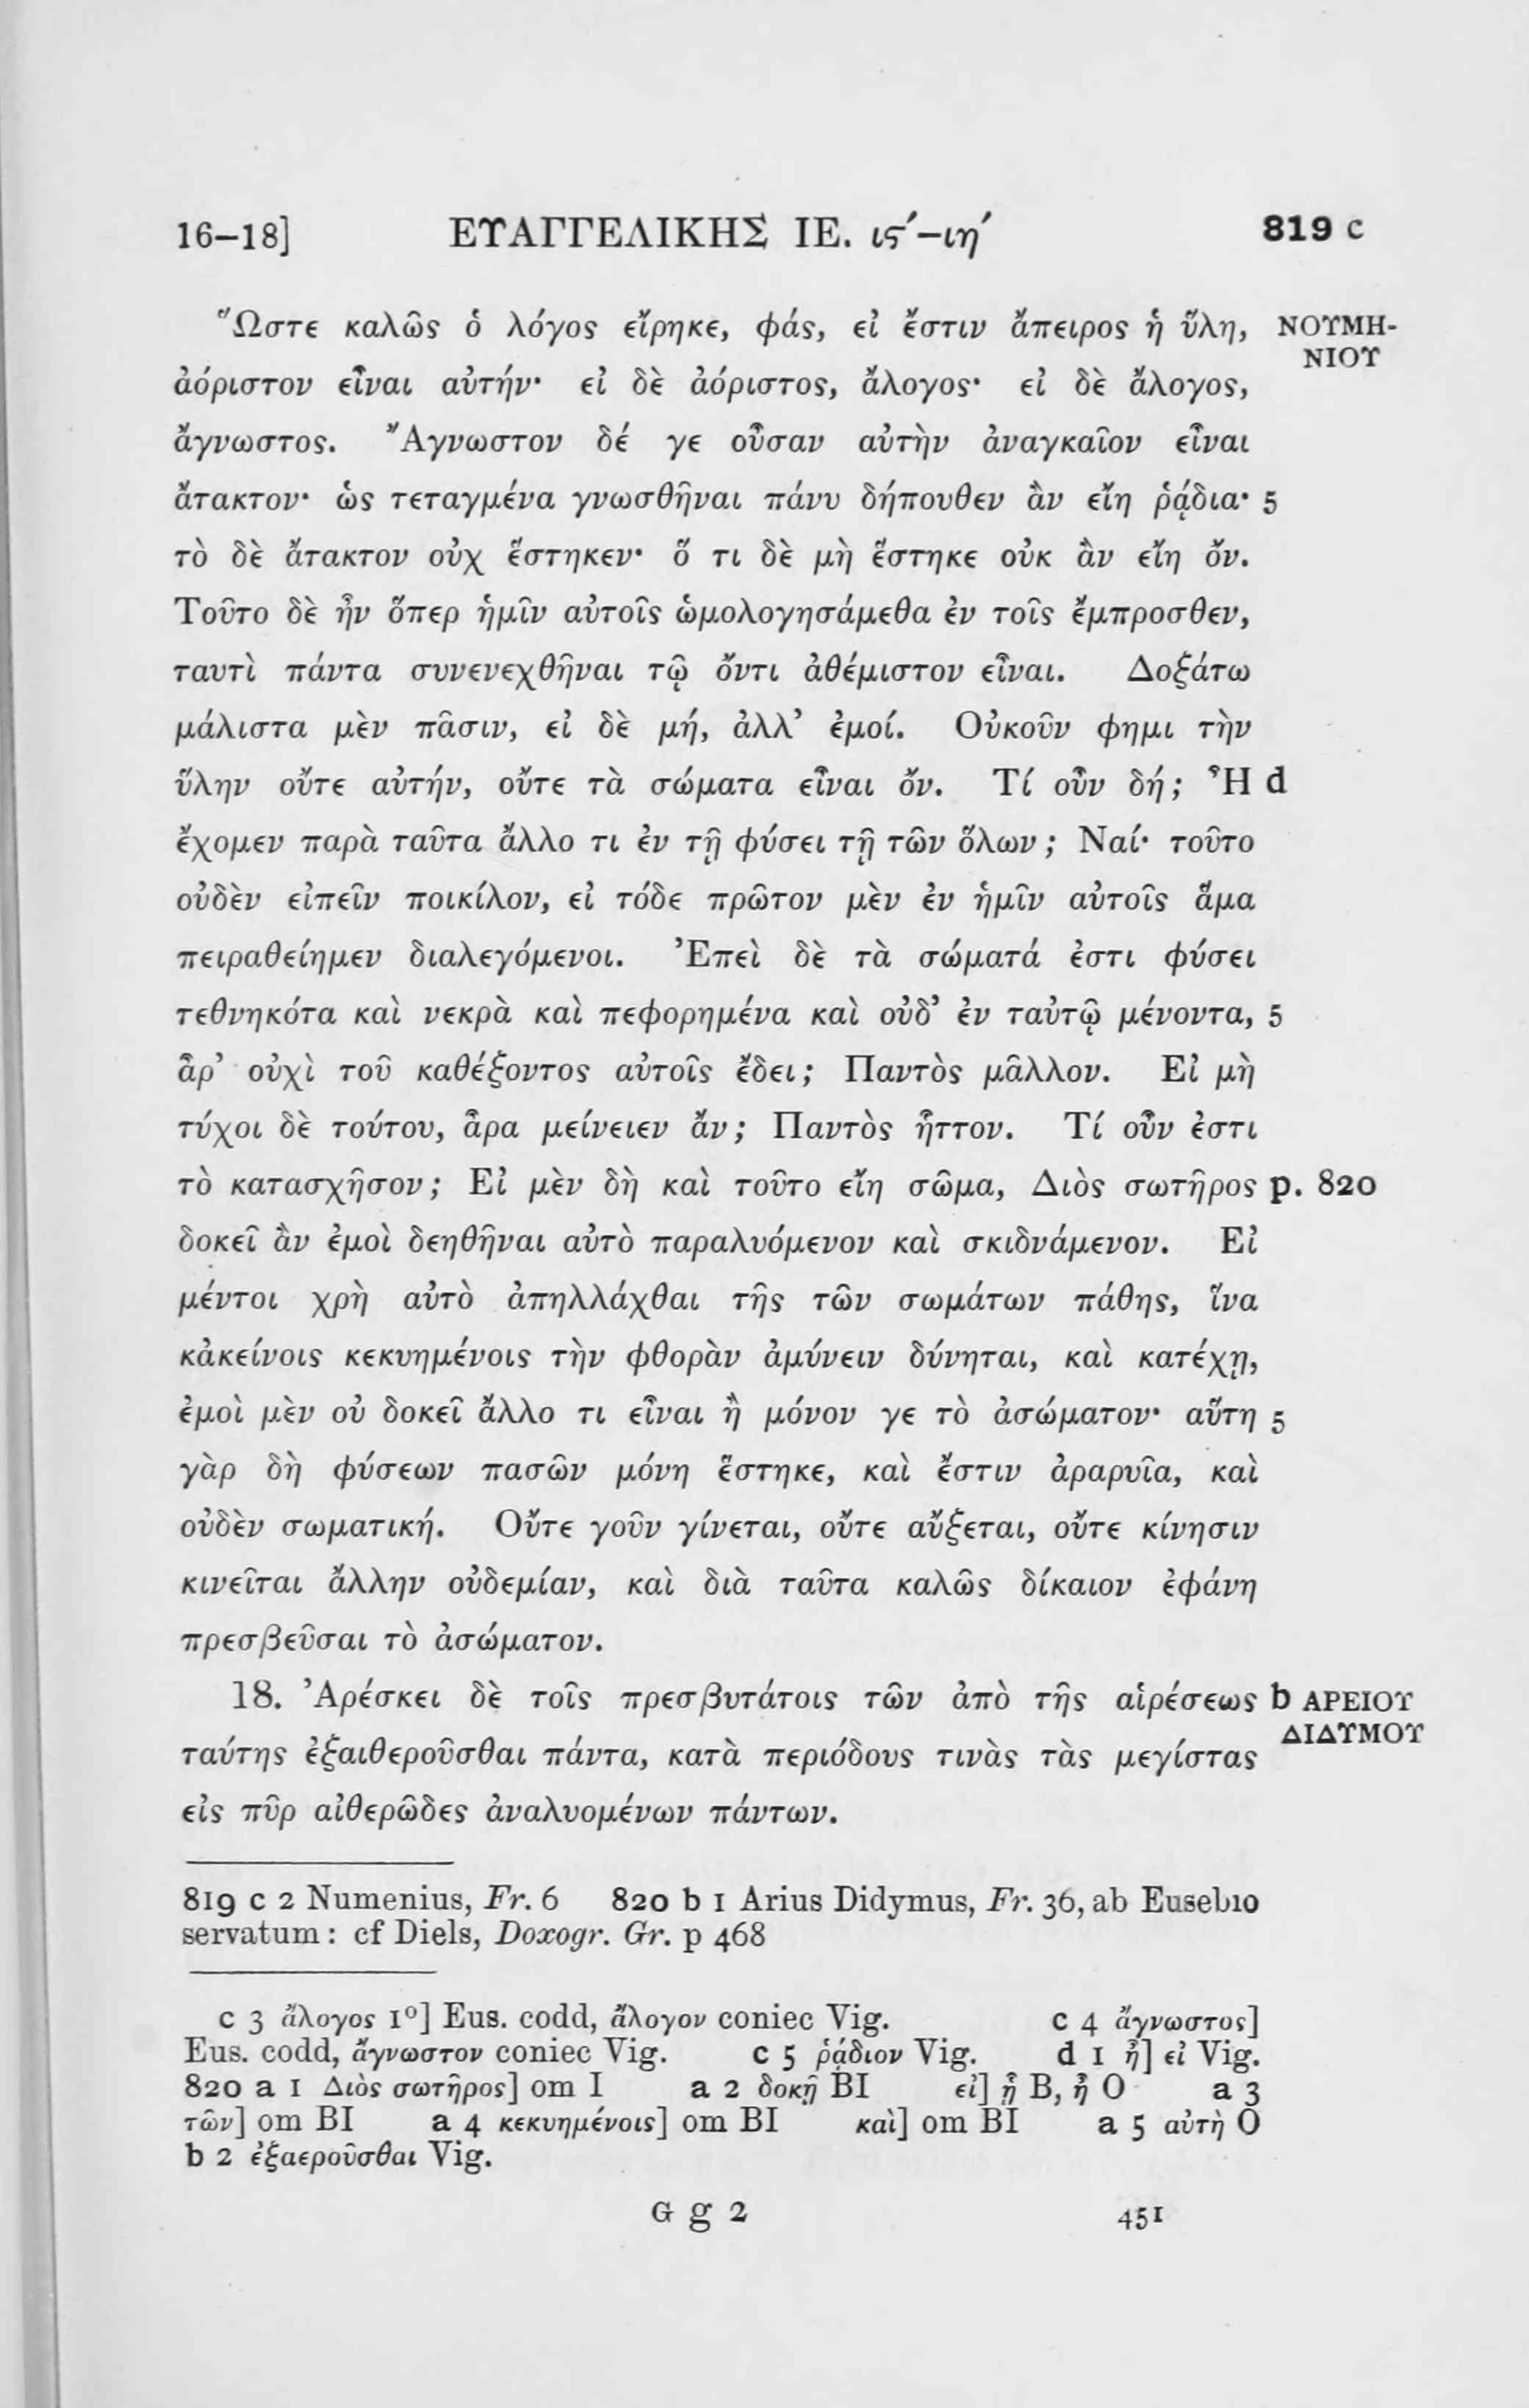 16–18] ΕΥΑΓΓΕΛΙΚΗΣ ΙΕ. ις´–ιη´ 819 c
Ὥστε καλῶς ὁ λόγος εἴρηκε, φάς, εἰ ἔστιν ἄπειρος ἡ ὕλη, ΝΟΥΜΗ-
ΝΙΟΥ
ἀόριστον εἶναι αὐτήν· εἰ δὲ ἀόριστος, ἄλογος· εἰ δὲ ἄλογος,
ἄγνωστος. Ἄγνωστον δέ γε οὖσαν αὐτὴν ἀναγκαῖον εἶναι
ἄτακτον· ὡς τεταγμένα γνωσθῆναι πάνυ δήπουθεν ἂν εἴη ῥᾴδια· 5
τὸ δὲ ἄτακτον οὐχ ἕστηκεν· ὅ τι δὲ μὴ ἕστηκε οὐκ ἂν εἴη ὄν.
Τοῦτο δὲ ἦν ὅπερ ἡμῖν αὐτοῖς ὡμολογησάμεθα ἐν τοῖς ἔμπροσθεν,
ταυτὶ πάντα συνενεχθῆναι τῷ ὄντι ἀθέμιστον εἶναι. Δοξάτω
μάλιστα μὲν πᾶσιν, εἰ δὲ μή, ἀλλ’ ἐμοί. Οὐκοῦν φημι τὴν
ὕλην οὔτε αὐτήν, οὔτε τὰ σώματα εἶναι ὄν. Τί οὖν δή; Ἦ d
ἔχομεν παρὰ ταῦτα ἄλλο τι ἐν τῇ φύσει τῇ τῶν ὅλων; Ναί· τοῦτο
οὐδὲν εἰπεῖν ποικίλον, εἰ τόδε πρῶτον μὲν ἐν ἡμῖν αὐτοῖς ἅμα
πειραθείημεν διαλεγόμενοι. Ἐπεὶ δὲ τὰ σώματά ἐστι φύσει
τεθνηκότα καὶ νεκρὰ καὶ πεφορημένα καὶ οὐδ’ ἐν ταὐτῷ μένοντα, 5
ἆρ’ οὐχὶ τοῦ καθέξοντος αὐτοῖς ἔδει; Παντὸς μᾶλλον. Εἰ μὴ
τύχοι δὲ τούτου, ἆρα μείνειεν ἄν; Παντὸς ἧττον. Τί οὖν ἐστι
τὸ κατασχῆσον; Εἰ μὲν δὴ καὶ τοῦτο εἴη σῶμα, Διὸς σωτῆρος p. 820
δοκεῖ ἂν ἐμοὶ δεηθῆναι αὐτὸ παραλυόμενον καὶ σκιδνάμενον. Εἰ
μέντοι χρὴ αὐτὸ ἀπηλλάχθαι τῆς τῶν σωμάτων πάθης, ἵνα
κἀκείνοις κεκυημένοις τὴν φθορὰν ἀμύνειν δύνηται, καὶ κατέχῃ,
ἐμοὶ μὲν οὐ δοκεῖ ἄλλο τι εἶναι ἢ μόνον γε τὸ ἀσώματον· αὕτη 5
γὰρ δὴ φύσεων πασῶν μόνη ἕστηκε, καὶ ἔστιν ἀραρυῖα, καὶ
οὐδὲν σωματική. Οὔτε γοῦν γίνεται, οὔτε αὔξεται, οὔτε κίνησιν
κινεῖται ἄλλην οὐδεμίαν, καὶ διὰ ταῦτα καλῶς δίκαιον ἐφάνη
πρεσβεῦσαι τὸ ἀσώματον.
18. Ἀρέσκει δὲ τοῖς πρεσβυτάτοις τῶν ἀπὸ τῆς αἱρέσεως b ΑΡΕΙΟΥ
ΔΙΔΥΜΟΥ
ταύτης ἐξαιθεροῦσθαι πάντα, κατὰ περιόδους τινὰς τὰς μεγίστας
εἰς πῦρ αἰθερῶδες ἀναλυομένων πάντων.
819 c 2 Numenius, Fr. 6 820 b 1 Arius Didymus, Fr. 36, ab Eusebio
servatum: cf Diels, Doxogr. Gr. p 468
c 3 ἄλογος 1º] Eus. codd, ἄλογον coniec Vig. c 4 ἄγνωστος]
Eus. codd, ἄγνωστον coniec Vig. c 5 ῥᾴδιον Vig. d 1 ἦ] εἰ Vig.
820 a 1 Διὸς σωτῆρος] om I a 2 δοκῇ BI εἰ] ᾖ B, ἢ O a 3
τῶν] om BI a 4 κεκυημένοις] om BI καὶ] om BI a 5 αὐτὴ O
b 2 ἐξαεροῦσθαι Vig.
G g 2 451